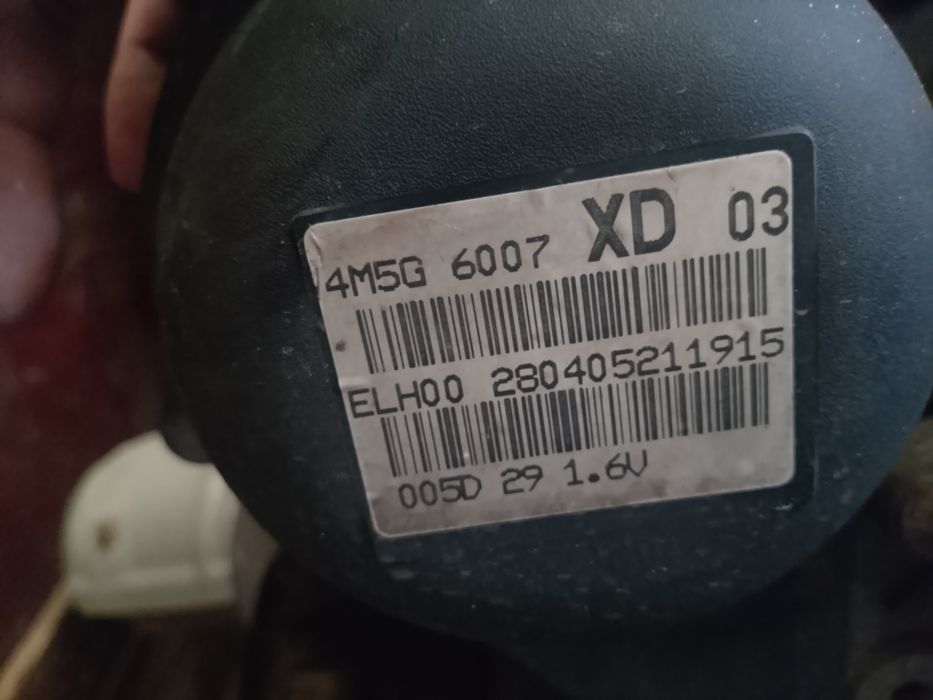 4M5G 6007 XD 03
ELH00 280405211915
005D 29 1.6V